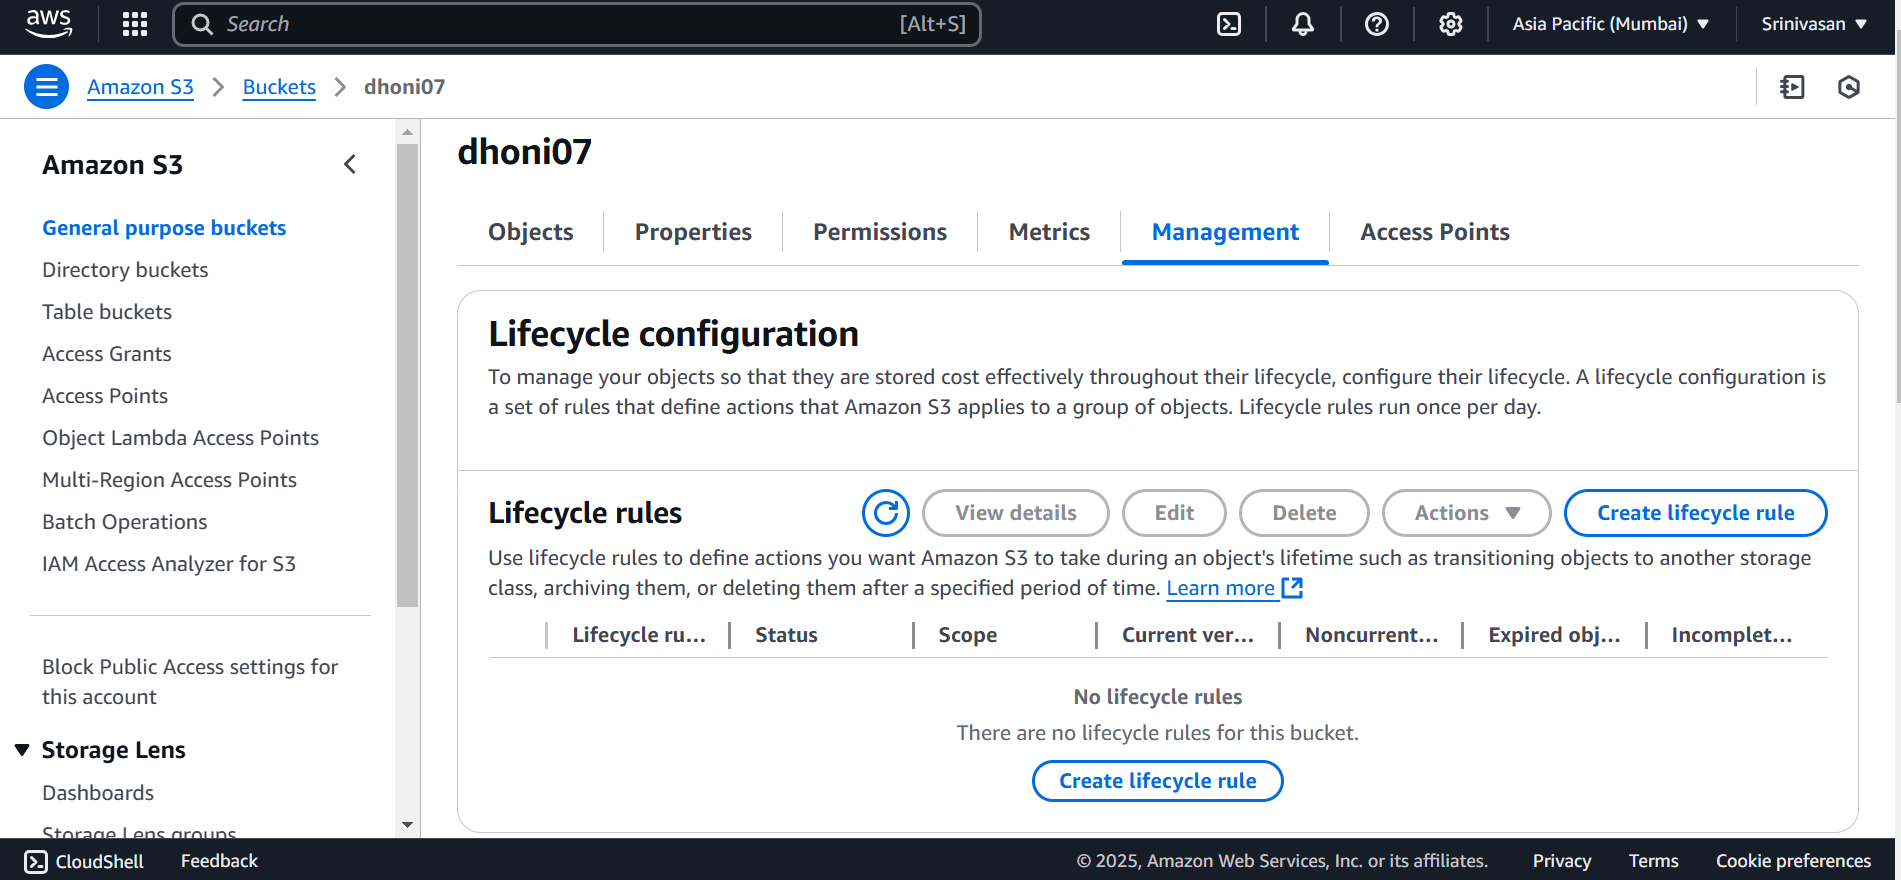 aws
Search [Alt+S]
Asia Pacific (Mumbai)
Srinivasan
Amazon S3
Buckets
dhoni07
Amazon S3
General purpose buckets
Directory buckets
Table buckets
Access Grants
Access Points
Object Lambda Access Points
Multi-Region Access Points
Batch Operations
IAM Access Analyzer for S3
Block Public Access settings for
this account
Storage Lens
Dashboards
Storage Lens groups
dhoni07
Objects
Properties
Permissions
Metrics
Management
Access Points
Lifecycle configuration
To manage your objects so that they are stored cost effectively throughout their lifecycle, configure their lifecycle. A lifecycle configuration is
a set of rules that define actions that Amazon S3 applies to a group of objects. Lifecycle rules run once per day.
Lifecycle rules
View details
Edit
Delete
Actions
Create lifecycle rule
Use lifecycle rules to define actions you want Amazon S3 to take during an object's lifetime such as transitioning objects to another storage
class, archiving them, or deleting them after a specified period of time. Learn more
Lifecycle ru...
Status
Scope
Current ver...
Noncurrent...
Expired obj...
Incomplet...
No lifecycle rules
There are no lifecycle rules for this bucket.
Create lifecycle rule
CloudShell
Feedback
© 2025, Amazon Web Services, Inc. or its affiliates.
Privacy
Terms
Cookie preferences